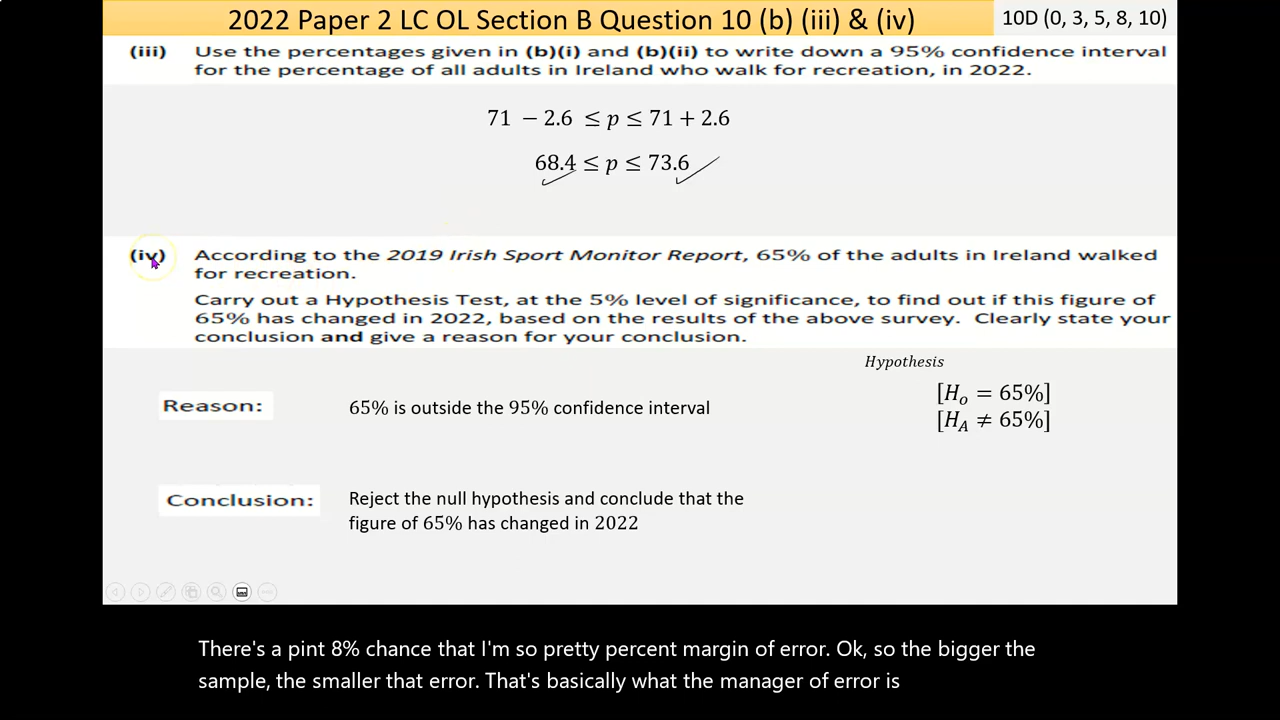 2022 Paper 2 LC OL Section B Question 10 (b) (iii) & (iv)
10D (0, 3, 5, 8, 10)
(iii) Use the percentages given in (b)(i) and (b)(ii) to write down a 95% confidence interval
for the percentage of all adults in Ireland who walk for recreation, in 2022.
71 − 2.6 ≤ p ≤ 71 + 2.6
68.4 ≤ p ≤ 73.6
(iv) According to the 2019 Irish Sport Monitor Report, 65% of the adults in Ireland walked
for recreation.
Carry out a Hypothesis Test, at the 5% level of significance, to find out if this figure of
65% has changed in 2022, based on the results of the above survey. Clearly state your
conclusion and give a reason for your conclusion.
Hypothesis
[H₀ = 65%]
[H_A ≠ 65%]
Reason: 65% is outside the 95% confidence interval
Conclusion: Reject the null hypothesis and conclude that the
figure of 65% has changed in 2022
There's a pint 8% chance that I'm so pretty percent margin of error. Ok, so the bigger the
sample, the smaller that error. That's basically what the manager of error is